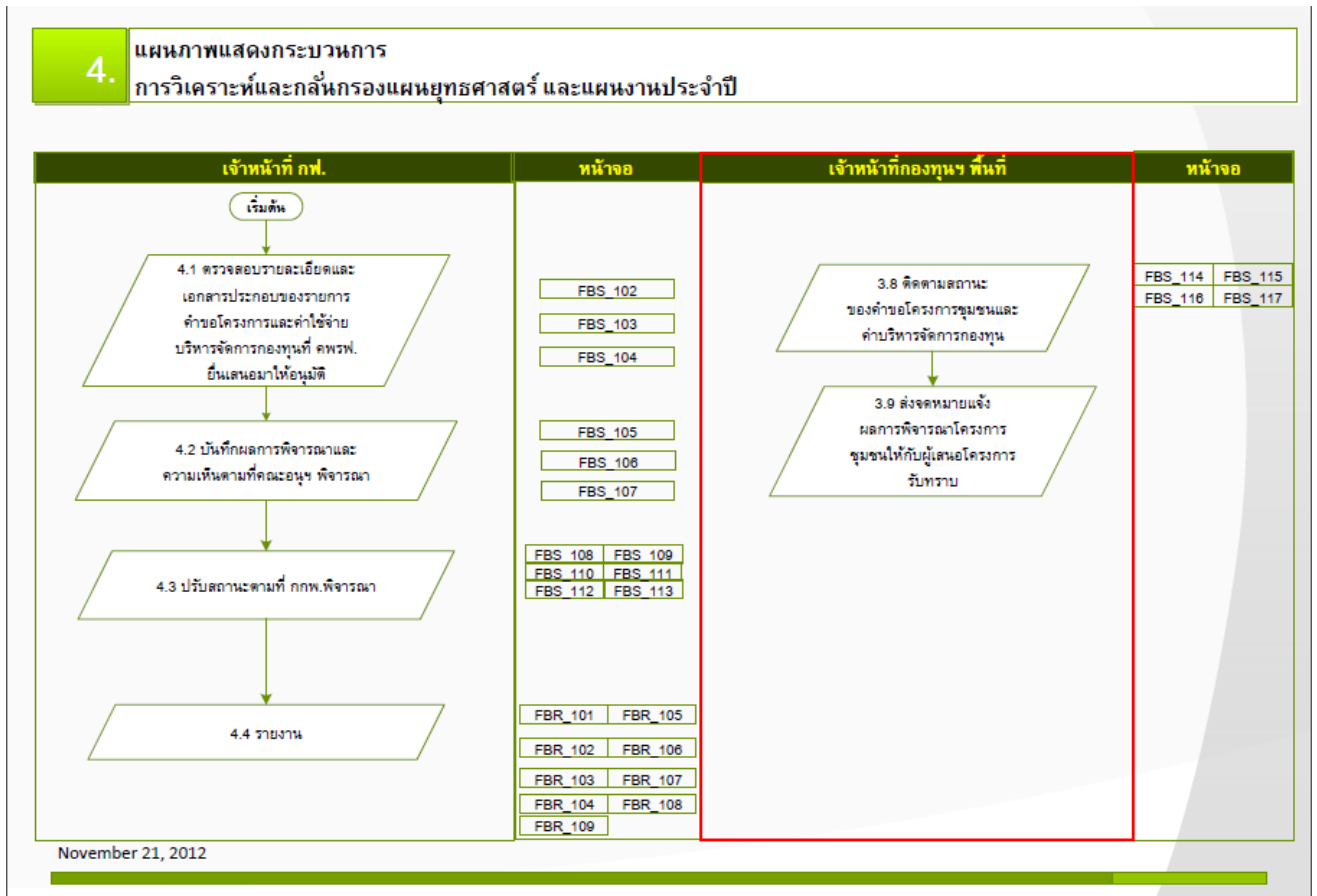 4.
แผนภาพแสดงกระบวนการ
การวิเคราะห์และกลั่นกรองแผนยุทธศาสตร์ และแผนงานประจำปี
เจ้าหน้าที่ กฟ.
หน้าจอ
เจ้าหน้าที่กองทุนฯ พื้นที่
หน้าจอ
เริ่มต้น
4.1 ตรวจสอบรายละเอียดและ
เอกสารประกอบของรายการ
คำขอโครงการและค่าใช้จ่าย
บริหารจัดการกองทุนที่ คพรฟ.
ยื่นเสนอมาให้อนุมัติ
FBS_102
FBS_103
FBS_104
4.2 บันทึกผลการพิจารณาและ
ความเห็นตามที่คณะอนุฯ พิจารณา
FBS_105
FBS_106
FBS_107
4.3 ปรับสถานะตามที่ กกพ.พิจารณา
FBS_108 FBS_109
FBS_110 FBS_111
FBS_112 FBS_113
4.4 รายงาน
FBR_101 FBR_105
FBR_102 FBR_106
FBR_103 FBR_107
FBR_104 FBR_108
FBR_109
3.8 ติดตามสถานะ
ของคำขอโครงการชุมชนและ
ค่าบริหารจัดการกองทุน
3.9 ส่งจดหมายแจ้ง
ผลการพิจารณาโครงการ
ชุมชนให้กับผู้เสนอโครงการ
รับทราบ
FBS_114 FBS_115
FBS_116 FBS_117
November 21, 2012